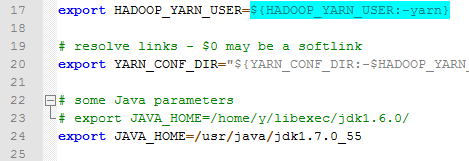 17 export HADOOP_YARN_USER=${HADOOP_YARN_USER:-yarn}
18
19 # resolve links - $0 may be a softlink
20 export YARN_CONF_DIR="${YARN_CONF_DIR:-$HADOOP_YARN_
21
22 # some Java parameters
23 # export JAVA_HOME=/home/y/libexec/jdk1.6.0/
24 export JAVA_HOME=/usr/java/jdk1.7.0_55
25